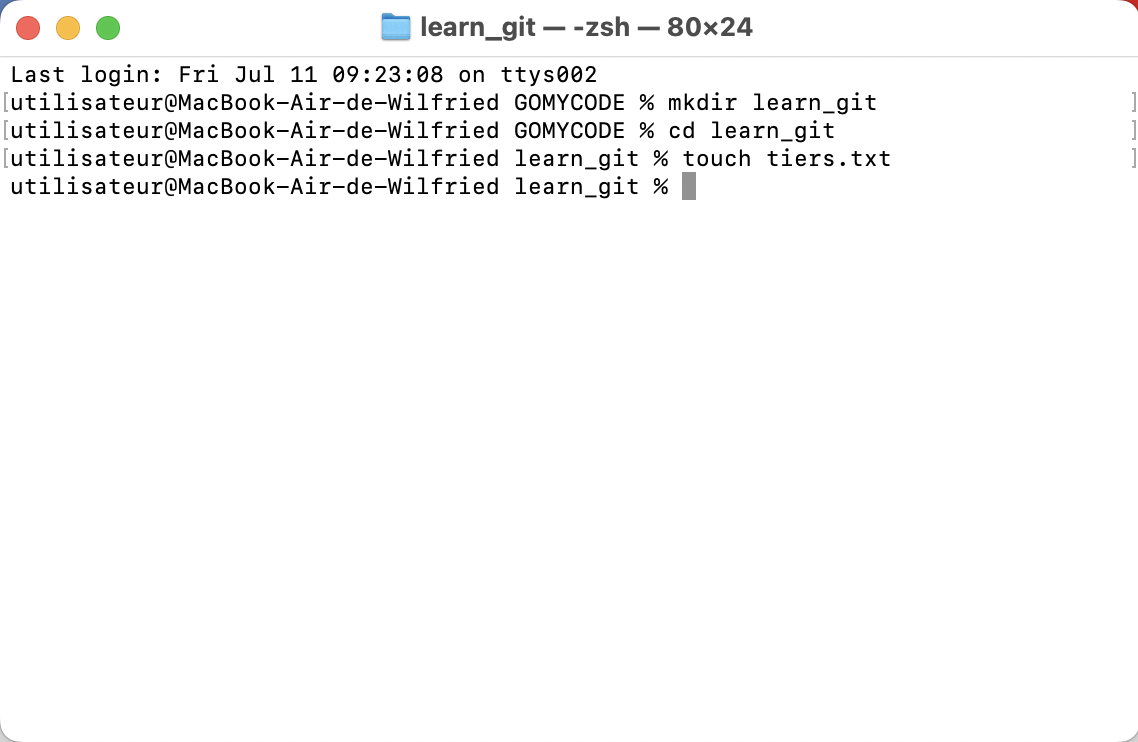 learn_git — -zsh — 80×24
Last login: Fri Jul 11 09:23:08 on ttys002
[utilisateur@MacBook-Air-de-Wilfried GOMYCODE % mkdir learn_git ]
[utilisateur@MacBook-Air-de-Wilfried GOMYCODE % cd learn_git ]
[utilisateur@MacBook-Air-de-Wilfried learn_git % touch tiers.txt ]
utilisateur@MacBook-Air-de-Wilfried learn_git %